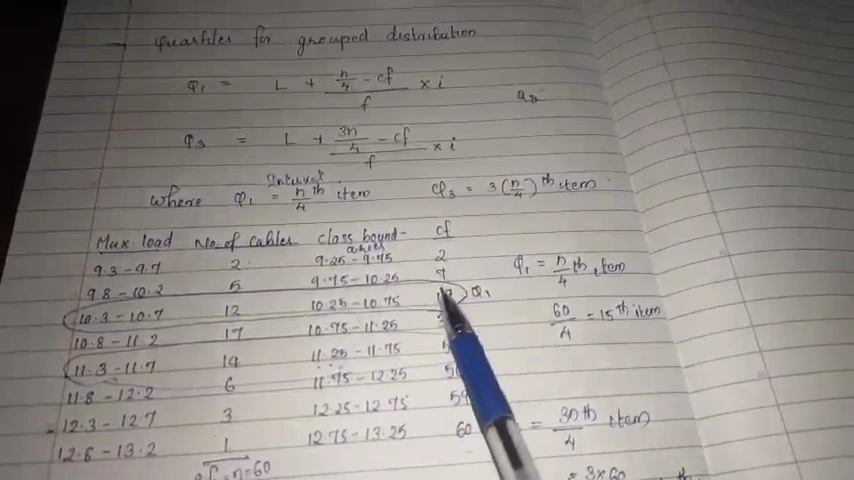 Quartiles for grouped distribution
Q₁ = L + (n/4 - cf)/f × i
Q₃ = L + (3n/4 - cf)/f × i
where Q₁ = n/4 th item Q₃ = 3(n/4)th item
Max. load No. of cables class bound- cf
aries
9.3 - 9.7 2 9.25 - 9.75 2
9.8 - 10.2 5 9.75 - 10.25 7 Q₁ = n/4 th item
10.3 - 10.7 12 10.25 - 10.75 Q₁
10.8 - 11.2 17 10.75 - 11.25 60/4 = 15th item
11.3 - 11.7 14 11.25 - 11.75
11.8 - 12.2 6 11.75 - 12.25
12.3 - 12.7 3 12.25 - 12.75 59
12.8 - 13.2 1 12.75 - 13.25 60 = 3n/4 th item
n=60 = 3×60